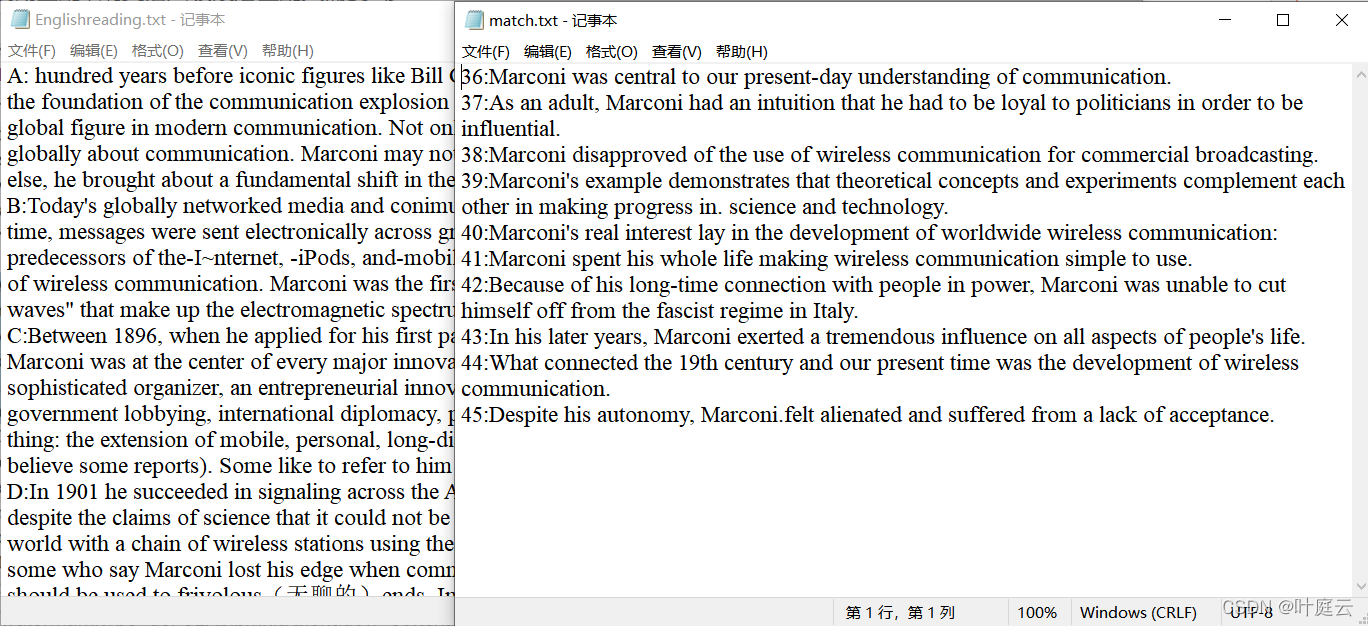 Englishreading.txt - 记事本
文件(F) 编辑(E) 格式(O) 查看(V) 帮助(H)
A: hundred years before iconic figures like Bill
the foundation of the communication explosion
global figure in modern communication. Not on
globally about communication. Marconi may no
else, he brought about a fundamental shift in the
B:Today's globally networked media and conimu
time, messages were sent electronically across gr
predecessors of the-I~nternet, -iPods, and-mobil
of wireless communication. Marconi was the firs
waves" that make up the electromagnetic spectru
C:Between 1896, when he applied for his first pa
Marconi was at the center of every major innova
sophisticated organizer, an entrepreneurial innov
government lobbying, international diplomacy, p
thing: the extension of mobile, personal, long-di
believe some reports). Some like to refer to him
D:In 1901 he succeeded in signaling across the A
despite the claims of science that it could not be
world with a chain of wireless stations using the
some who say Marconi lost his edge when comm
should be used to frivolous（无聊的）ends. In
match.txt - 记事本
文件(F) 编辑(E) 格式(O) 查看(V) 帮助(H)
36:Marconi was central to our present-day understanding of communication.
37:As an adult, Marconi had an intuition that he had to be loyal to politicians in order to be
influential.
38:Marconi disapproved of the use of wireless communication for commercial broadcasting.
39:Marconi's example demonstrates that theoretical concepts and experiments complement each
other in making progress in. science and technology.
40:Marconi's real interest lay in the development of worldwide wireless communication:
41:Marconi spent his whole life making wireless communication simple to use.
42:Because of his long-time connection with people in power, Marconi was unable to cut
himself off from the fascist regime in Italy.
43:In his later years, Marconi exerted a tremendous influence on all aspects of people's life.
44:What connected the 19th century and our present time was the development of wireless
communication.
45:Despite his autonomy, Marconi.felt alienated and suffered from a lack of acceptance.
第 1 行，第 1 列 100% Windows (CRLF) UTF-8
CSDN @叶庭云